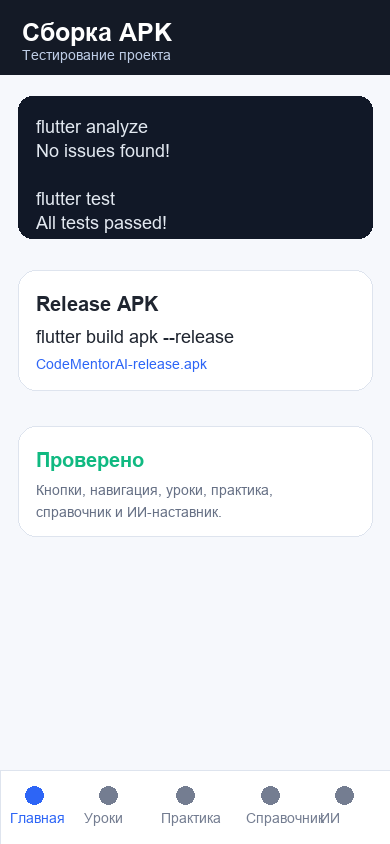 Сборка APK
Тестирование проекта
flutter analyze
No issues found!
flutter test
All tests passed!
Release APK
flutter build apk --release
CodeMentorAI-release.apk
Проверено
Кнопки, навигация, уроки, практика,
справочник и ИИ-наставник.
Главная Уроки Практика Справочник ИИ